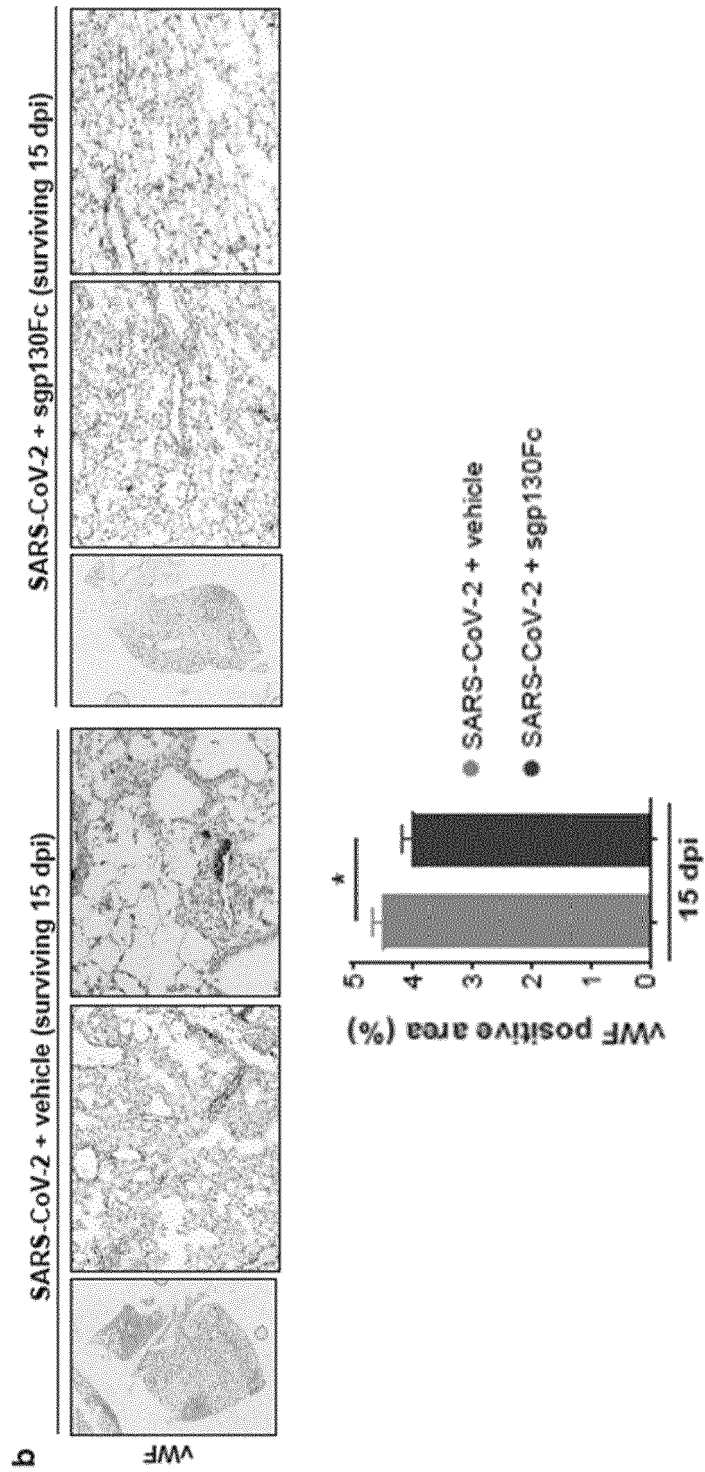 b
SARS-CoV-2 + vehicle (surviving 15 dpi)
SARS-CoV-2 + sgp130Fc (surviving 15 dpi)
vWF
vWF positive area (%)
5
4
3
2
1
0
*
15 dpi
SARS-CoV-2 + vehicle
SARS-CoV-2 + sgp130Fc